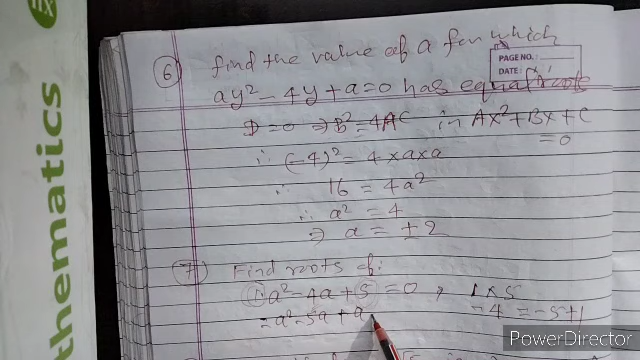 thematics
⑥ find the value of a for which
PAGE NO.:
DATE:
ay² - 4y + a = 0 has equal roots
D = 0 ⇒ B² = 4AC in Ax² + Bx + C
= 0
∴ (-4)² = 4 × a × a
∴ 16 = 4a²
∴ a² = 4
⇒ a = ± 2
⑦ Find roots of:
① a² - 4a + 5 = 0, 1 × 5
-4 = -5+1
= a² - 5a + a
PowerDirector